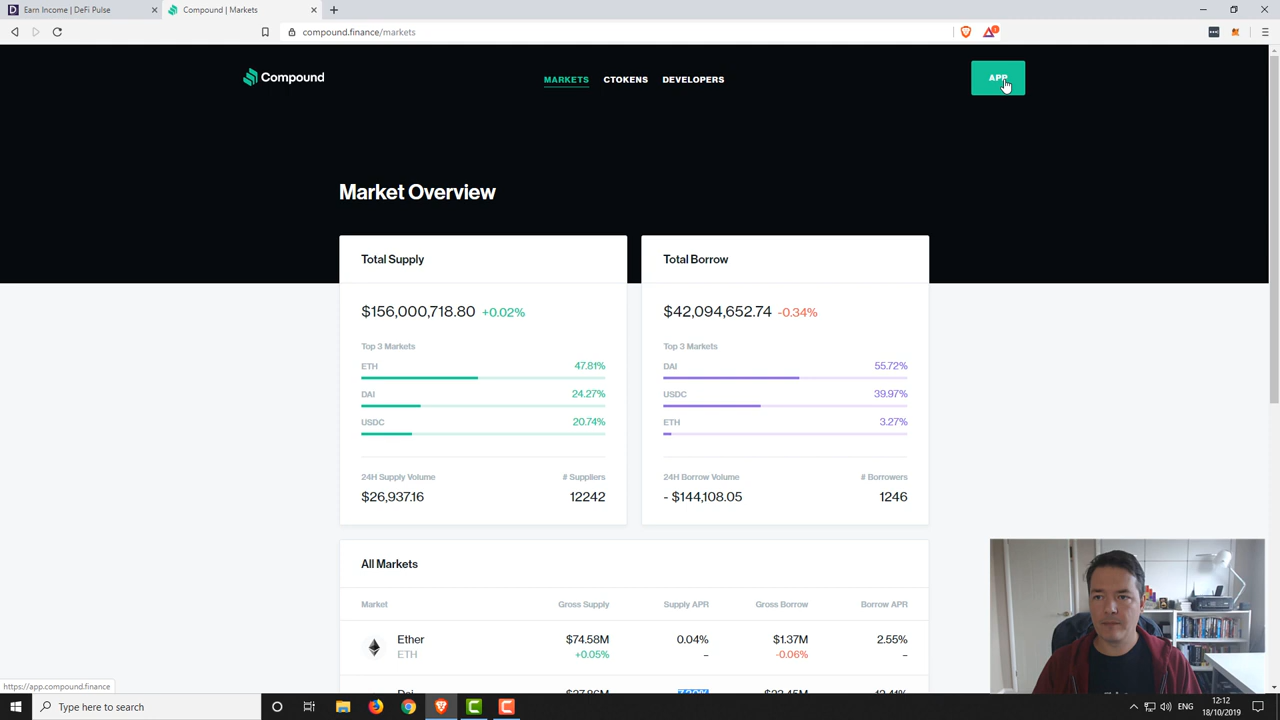 Earn Income | DeFi Pulse
Compound | Markets
compound.finance/markets
1
Compound
MARKETS
CTOKENS
DEVELOPERS
APP
Market Overview
Total Supply
$156,000,718.80 +0.02%
Top 3 Markets
ETH 47.81%
DAI 24.27%
USDC 20.74%
24H Supply Volume # Suppliers
$26,937.16 12242
Total Borrow
$42,094,652.74 -0.34%
Top 3 Markets
DAI 55.72%
USDC 39.97%
ETH 3.27%
24H Borrow Volume # Borrowers
- $144,108.05 1246
All Markets
Market Gross Supply Supply APR Gross Borrow Borrow APR
Ether $74.58M 0.04% $1.37M 2.55%
ETH +0.05% – -0.06% –
https://app.compound.finance
Type here to search
ENG
12:12
18/10/2019